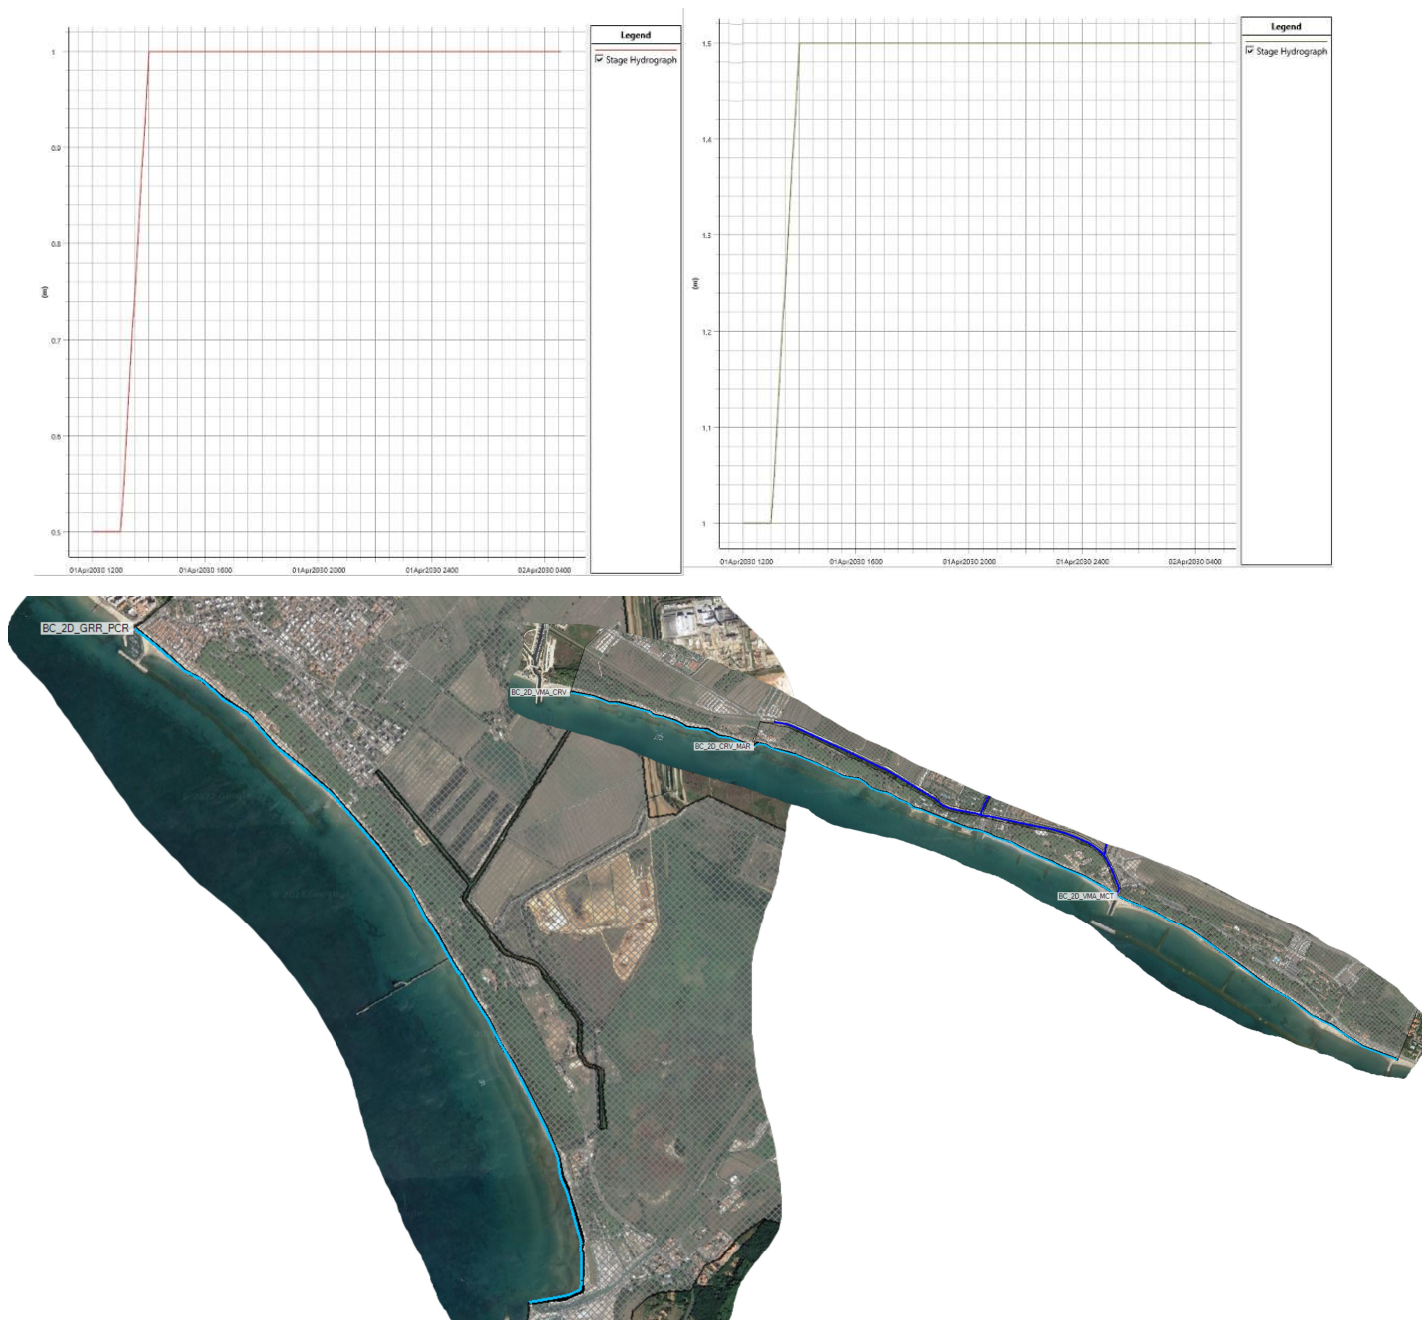 Legend
Stage Hydrograph
1
0.9
0.8
0.7
0.6
0.5
(m)
01Apr2030 1200
01Apr2030 1600
01Apr2030 2000
01Apr2030 2400
02Apr2030 0400
Legend
Stage Hydrograph
1.5
1.4
1.3
1.2
1.1
1
(m)
01Apr2030 1200
01Apr2030 1600
01Apr2030 2000
01Apr2030 2400
02Apr2030 0400
BC_2D_GRR_PCR
BC_2D_VMA_CRV
BC_2D_CRV_MAR
BC_2D_VMA_MCT